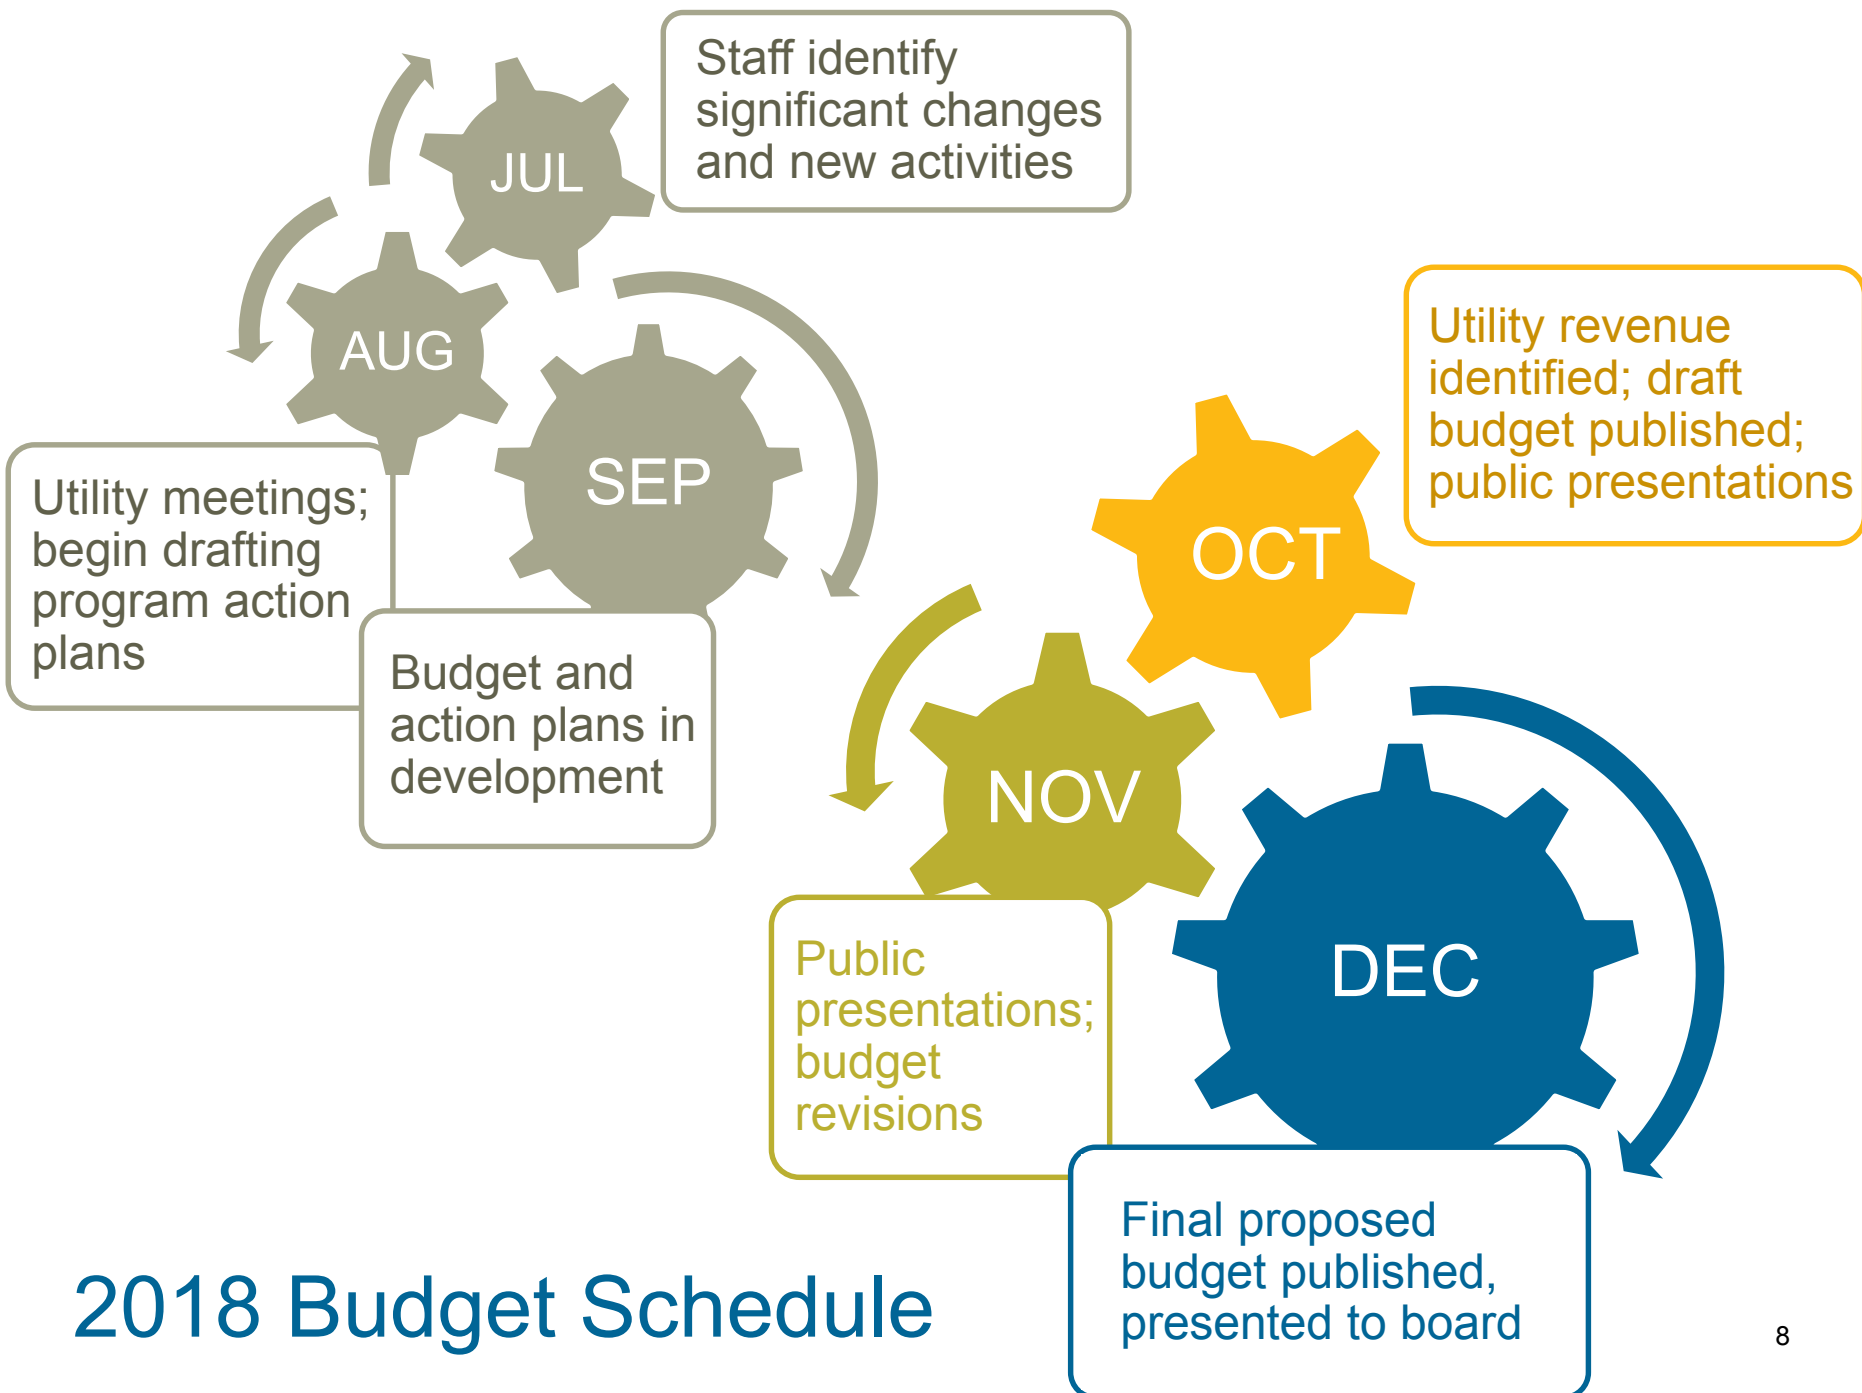 JUL
Staff identify
significant changes
and new activities
AUG
Utility meetings;
begin drafting
program action
plans
SEP
Budget and
action plans in
development
OCT
Utility revenue
identified; draft
budget published;
public presentations
NOV
Public
presentations;
budget
revisions
DEC
Final proposed
budget published,
presented to board
2018 Budget Schedule
8